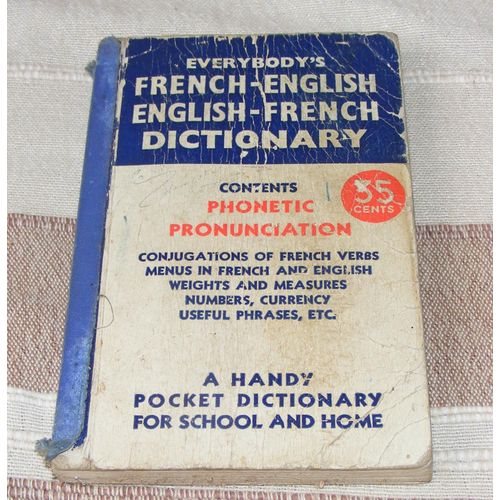 EVERYBODY'S
FRENCH-ENGLISH
ENGLISH-FRENCH
DICTIONARY
CONTENTS
PHONETIC
PRONUNCIATION
35
CENTS
CONJUGATIONS OF FRENCH VERBS
MENUS IN FRENCH AND ENGLISH
WEIGHTS AND MEASURES
NUMBERS, CURRENCY
USEFUL PHRASES, ETC.
A HANDY
POCKET DICTIONARY
FOR SCHOOL AND HOME